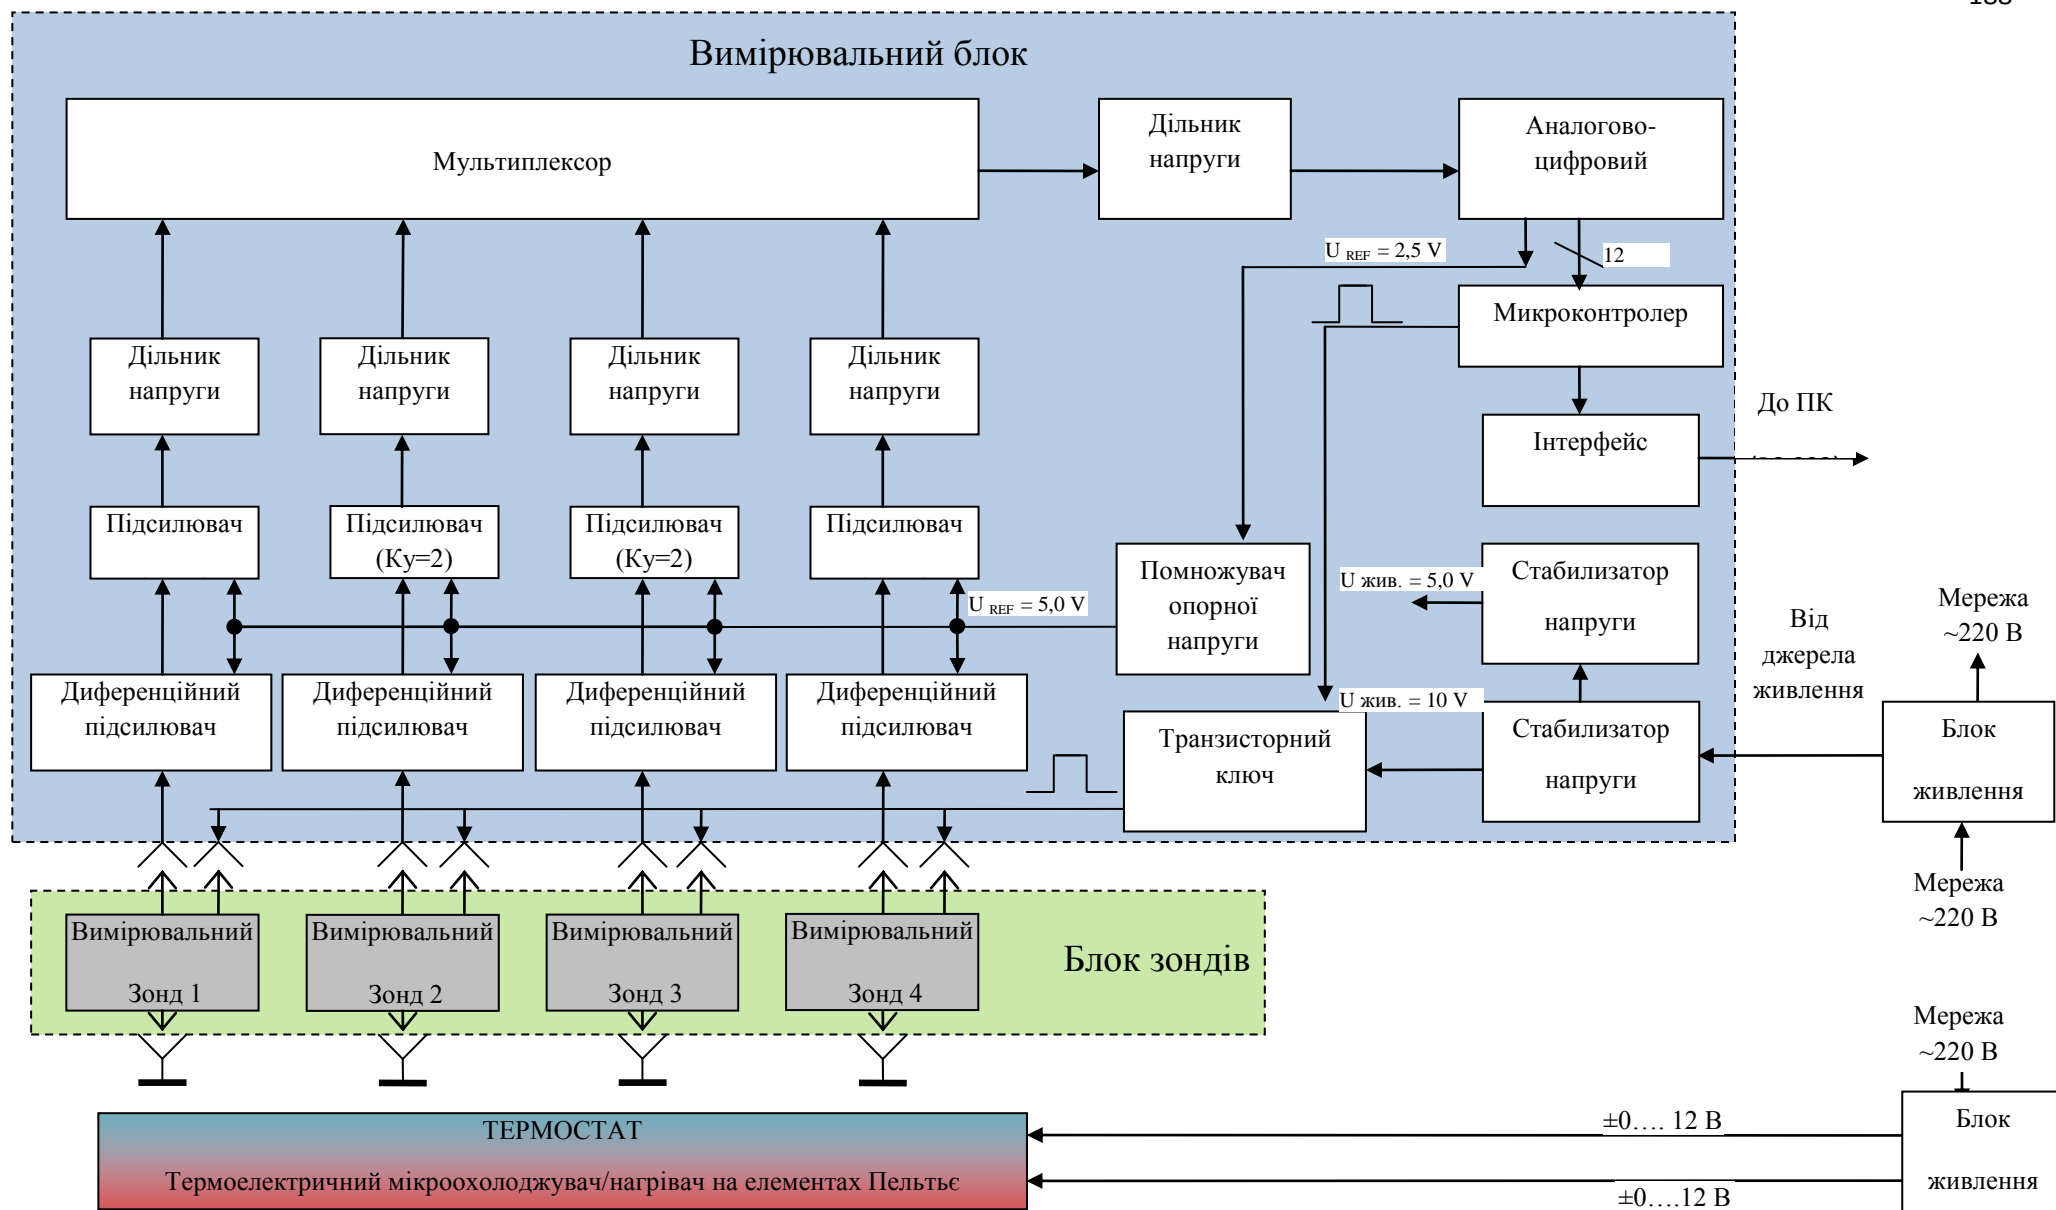 Вимірювальний блок
Мультиплексор
Дільник
напруги
Аналогово-
цифровий
U REF = 2,5 V
12
Микроконтролер
Дільник
напруги
Дільник
напруги
Дільник
напруги
Дільник
напруги
До ПК
Інтерфейс
Підсилювач
Підсилювач
(Ку=2)
Підсилювач
(Ку=2)
Підсилювач
U REF = 5,0 V
Помножувач
опорної
напруги
U жив. = 5,0 V
Стабилизатор
напруги
Від
джерела
живлення
Мережа
~220 В
Диференційний
підсилювач
Диференційний
підсилювач
Диференційний
підсилювач
Диференційний
підсилювач
U жив. = 10 V
Транзисторний
ключ
Стабилизатор
напруги
Блок
живлення
Мережа
~220 В
Вимірювальний
Зонд 1
Вимірювальний
Зонд 2
Вимірювальний
Зонд 3
Вимірювальний
Зонд 4
Блок зондів
Мережа
~220 В
ТЕРМОСТАТ
Термоелектричний мікроохолоджувач/нагрівач на елементах Пельтьє
±0.... 12 В
±0....12 В
Блок
живлення